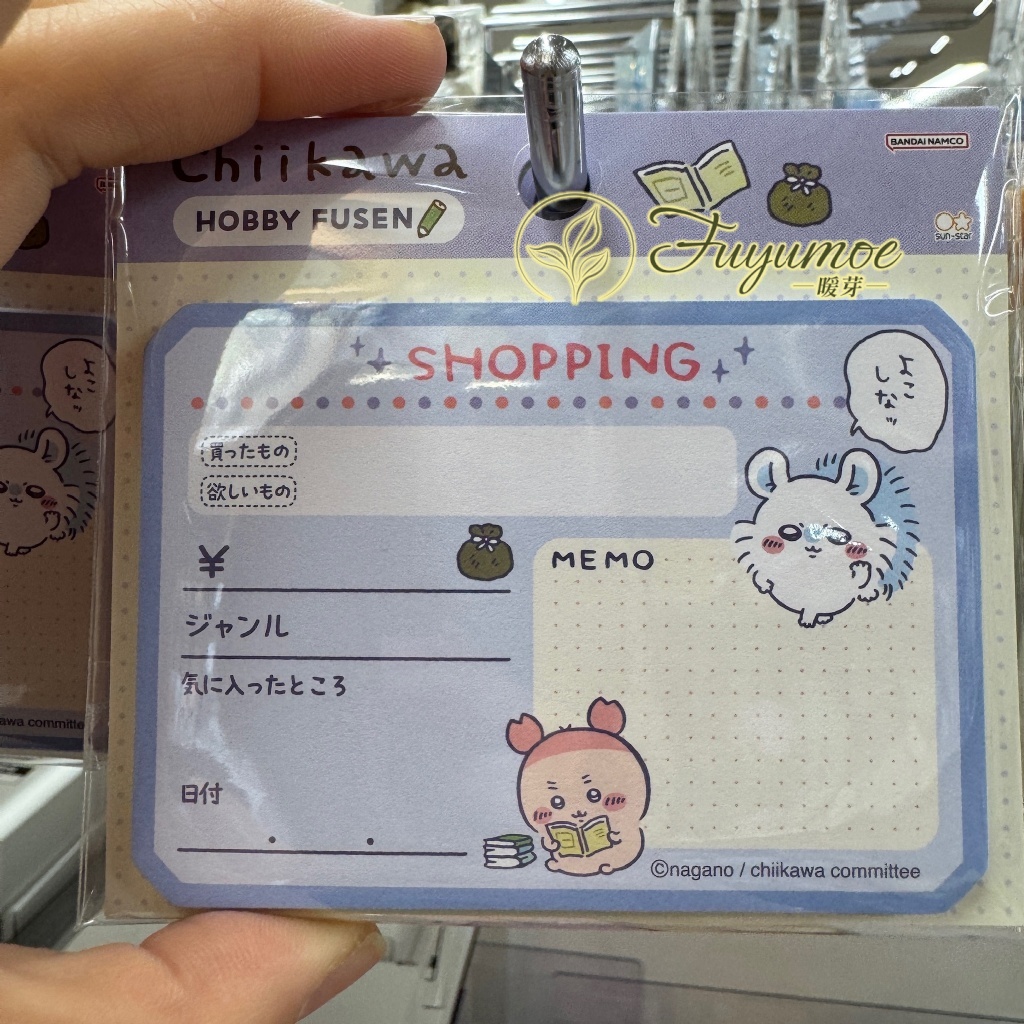 Chiikawa
BANDAI NAMCO
HOBBY FUSEN
sun-star
Fuyumoe
暖芽
SHOPPING
よこ
しなッ
買ったもの
欲しいもの
¥
MEMO
ジャンル
気に入ったところ
日付
©nagano / chiikawa committee
よこ
しなッ
awa committee